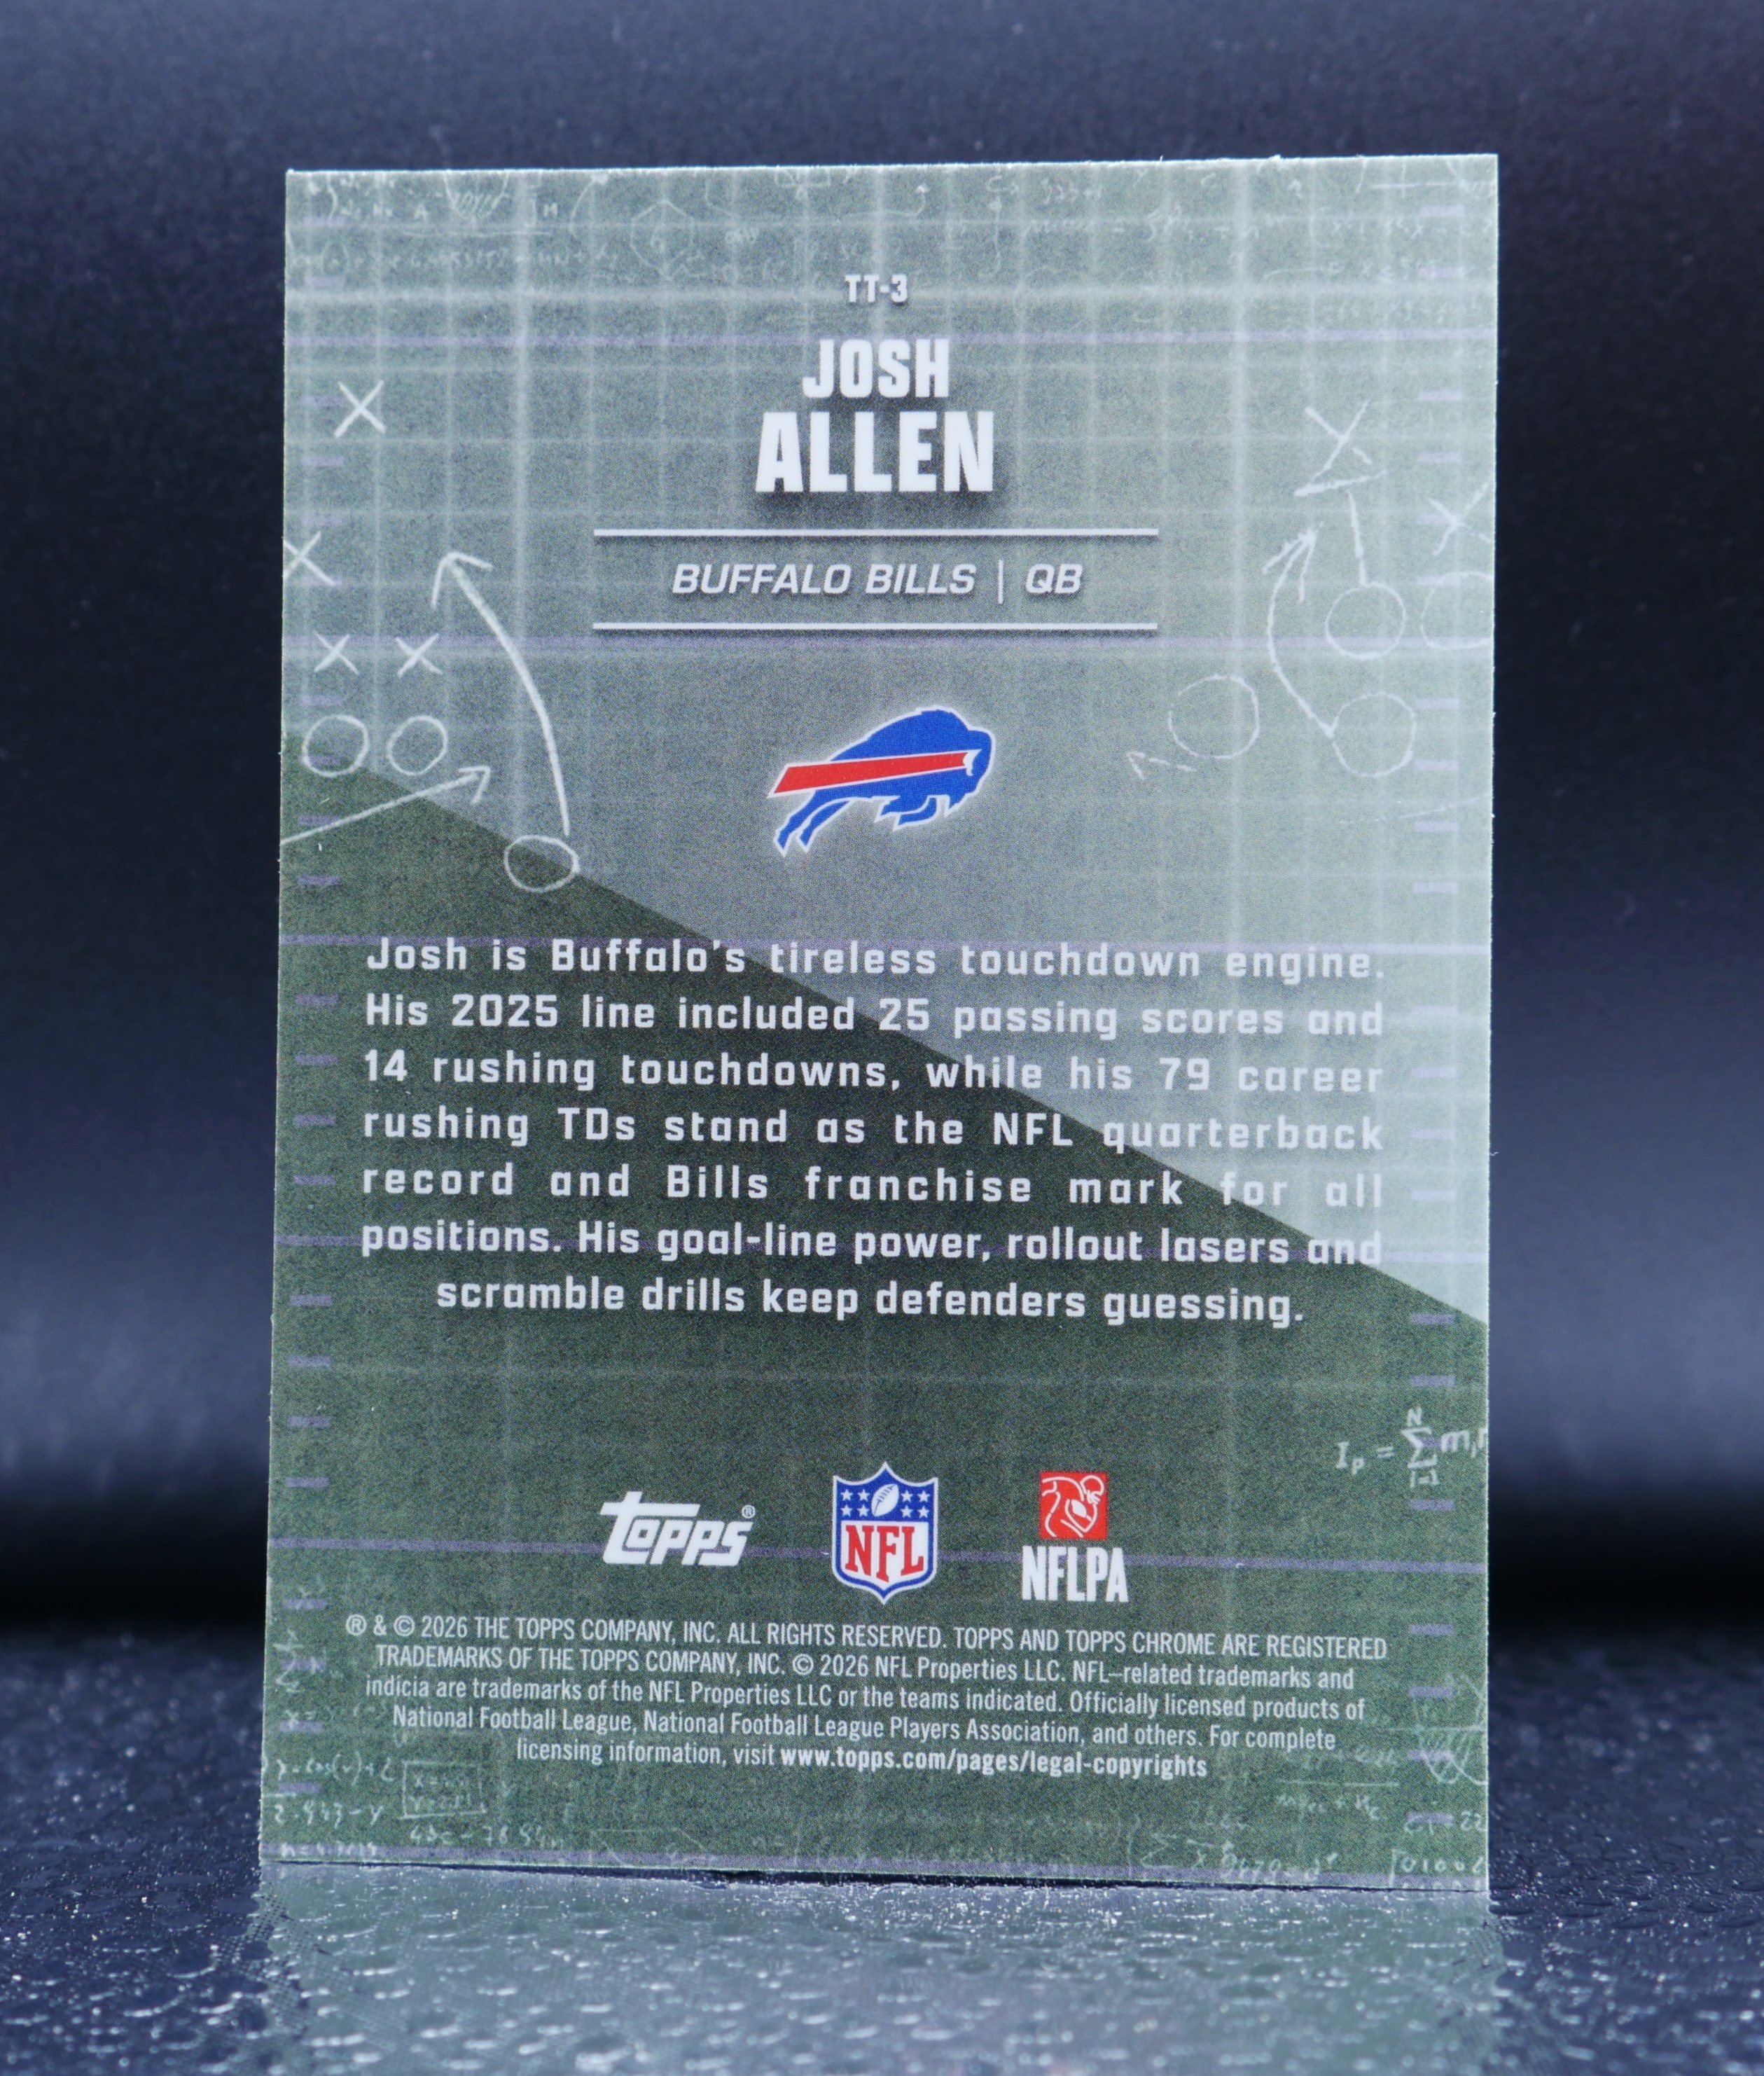 TT-3
JOSH
ALLEN
BUFFALO BILLS | QB
Josh is Buffalo's tireless touchdown engine.
His 2025 line included 25 passing scores and
14 rushing touchdowns, while his 79 career
rushing TDs stand as the NFL quarterback
record and Bills franchise mark for all
positions. His goal-line power, rollout lasers and
scramble drills keep defenders guessing.
topps®
NFL
NFLPA
® & © 2026 THE TOPPS COMPANY, INC. ALL RIGHTS RESERVED. TOPPS AND TOPPS CHROME ARE REGISTERED
TRADEMARKS OF THE TOPPS COMPANY, INC. © 2026 NFL Properties LLC. NFL-related trademarks and
indicia are trademarks of the NFL Properties LLC or the teams indicated. Officially licensed products of
National Football League, National Football League Players Association, and others. For complete
licensing information, visit www.topps.com/pages/legal-copyrights